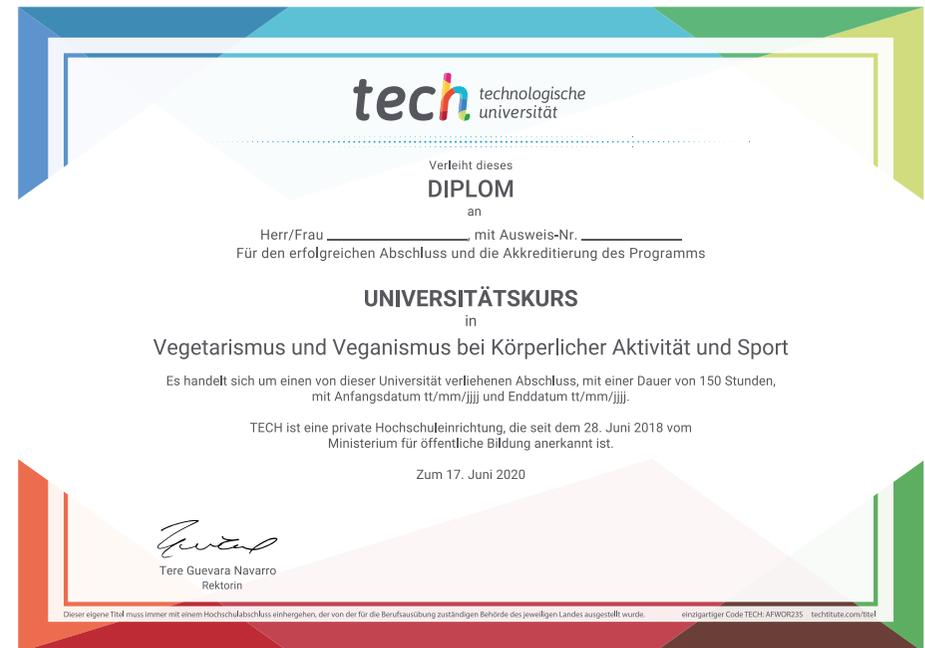 tech technologische
universität
Verleiht dieses
DIPLOM
an
Herr/Frau ____________, mit Ausweis-Nr. ____________
Für den erfolgreichen Abschluss und die Akkreditierung des Programms
UNIVERSITÄTSKURS
in
Vegetarismus und Veganismus bei Körperlicher Aktivität und Sport
Es handelt sich um einen von dieser Universität verliehenen Abschluss, mit einer Dauer von 150 Stunden,
mit Anfangsdatum tt/mm/jjjj und Enddatum tt/mm/jjjj.
TECH ist eine private Hochschuleinrichtung, die seit dem 28. Juni 2018 vom
Ministerium für öffentliche Bildung anerkannt ist.
Zum 17. Juni 2020
Tere Guevara Navarro
Rektorin
Dieser eigene Titel muss immer mit einem Hochschulabschluss einhergehen, der von der für die Berufsausübung zuständigen Behörde des jeweiligen Landes ausgestellt wurde. einzigartiger Code TECH: AFWOR23S techtitute.com/titel